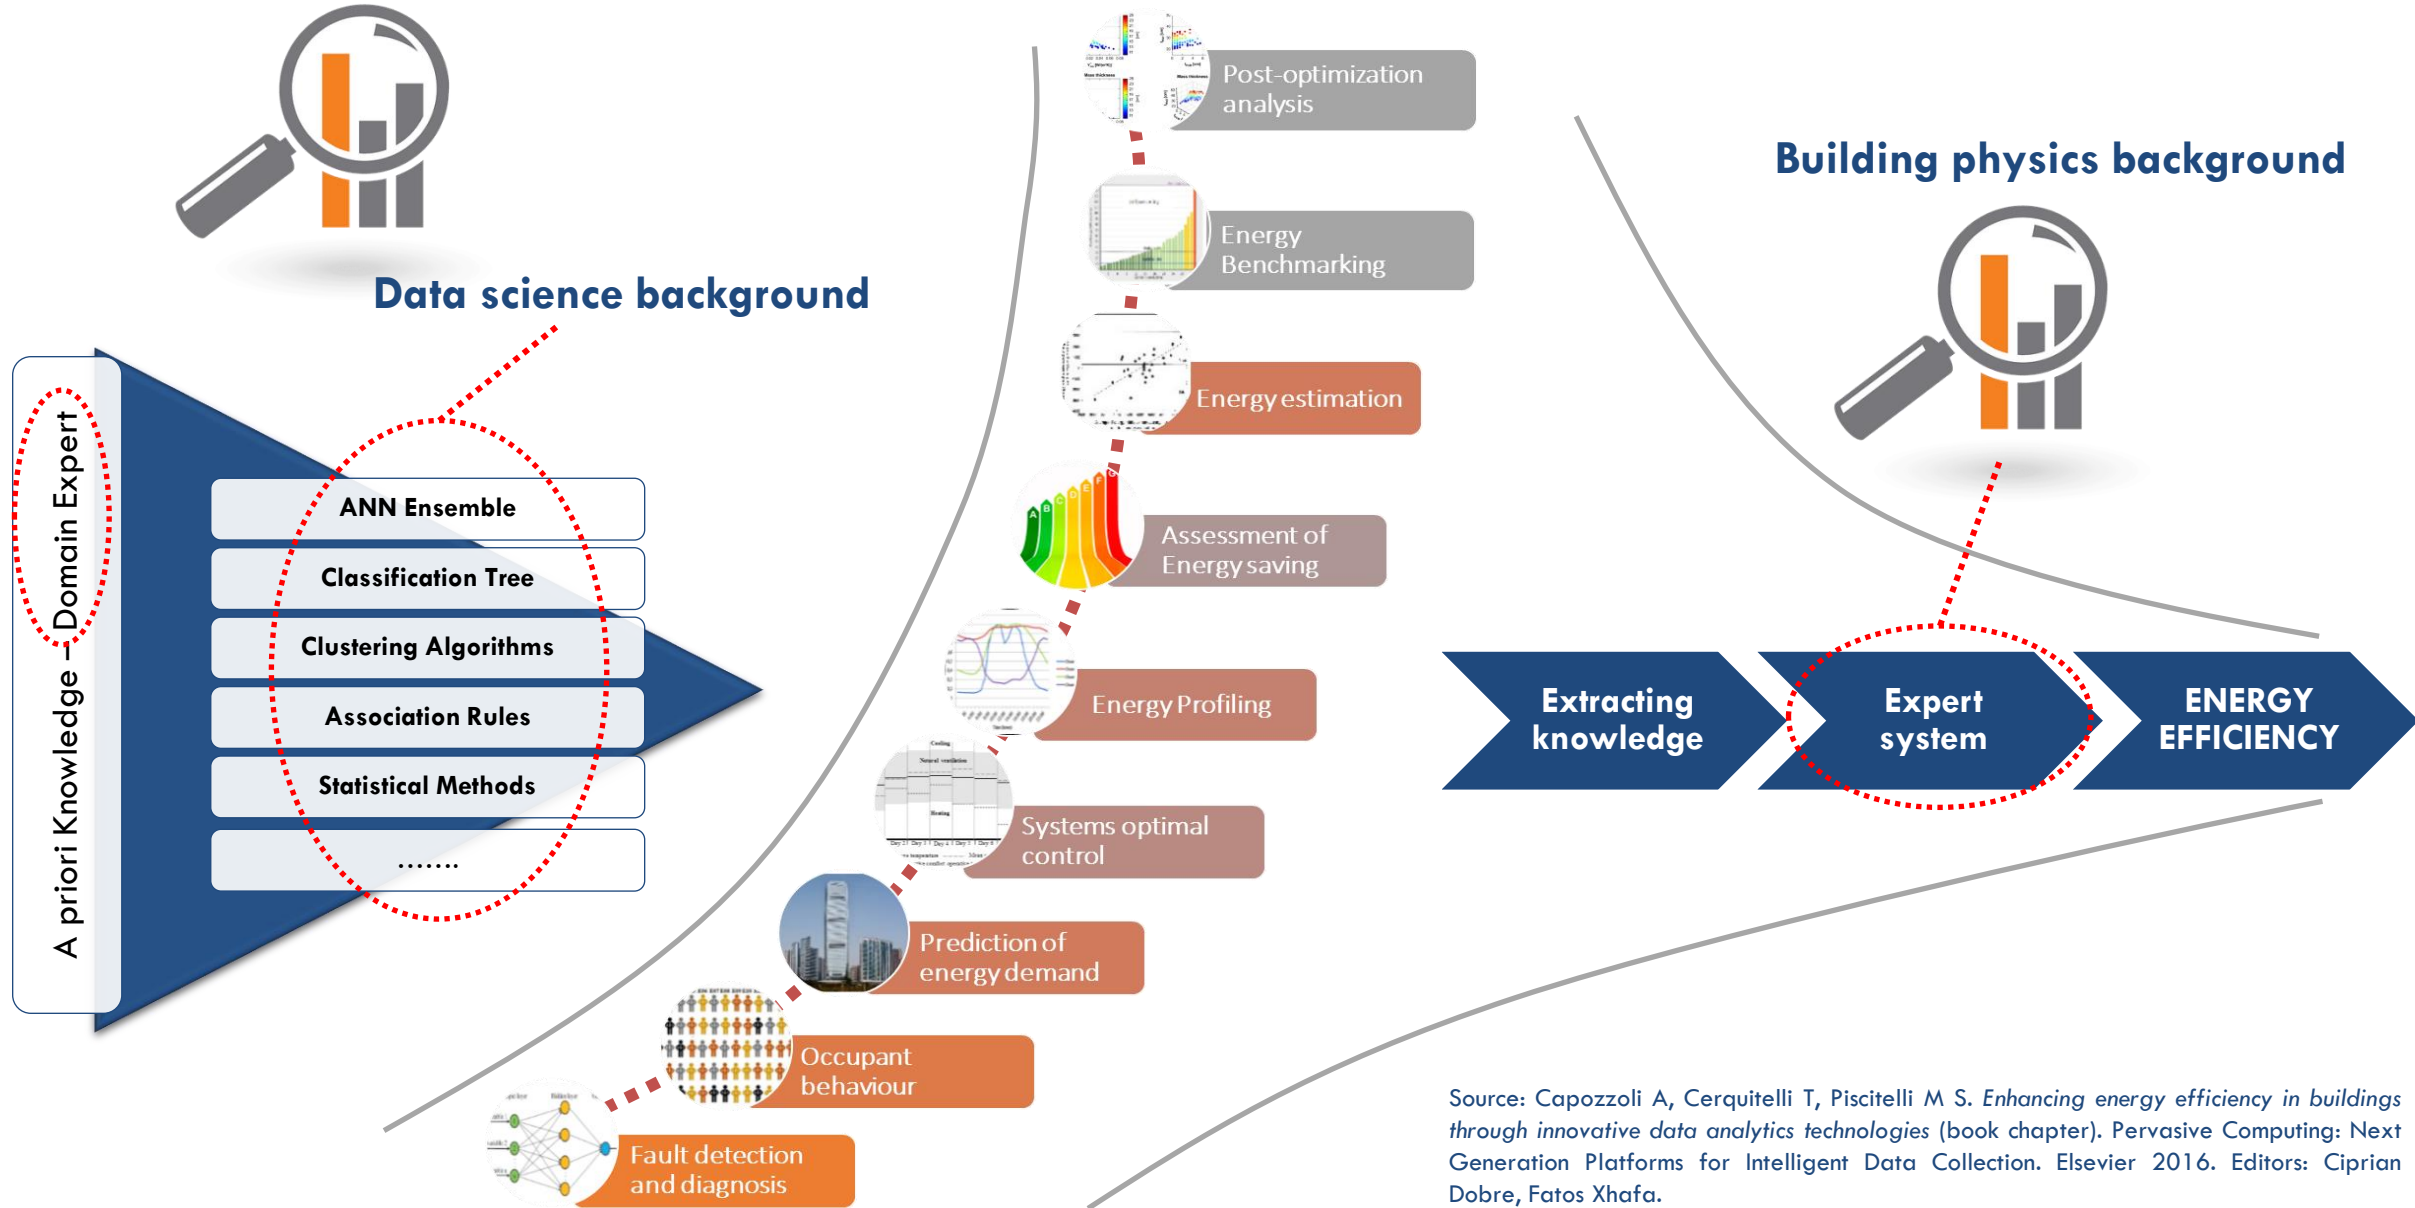 Data science background
A priori Knowledge – Domain Expert
ANN Ensemble
Classification Tree
Clustering Algorithms
Association Rules
Statistical Methods
.......
Post-optimization
analysis
Energy
Benchmarking
Energy estimation
A B C D E F G
Assessment of
Energy saving
Energy Profiling
Cooling
Heating
Systems optimal
control
Prediction of
energy demand
Occupant
behaviour
Fault detection
and diagnosis
Building physics background
Extracting
knowledge
Expert
system
ENERGY
EFFICIENCY
Source: Capozzoli A, Cerquitelli T, Piscitelli M S. Enhancing energy efficiency in buildings
through innovative data analytics technologies (book chapter). Pervasive Computing: Next
Generation Platforms for Intelligent Data Collection. Elsevier 2016. Editors: Ciprian
Dobre, Fatos Xhafa.